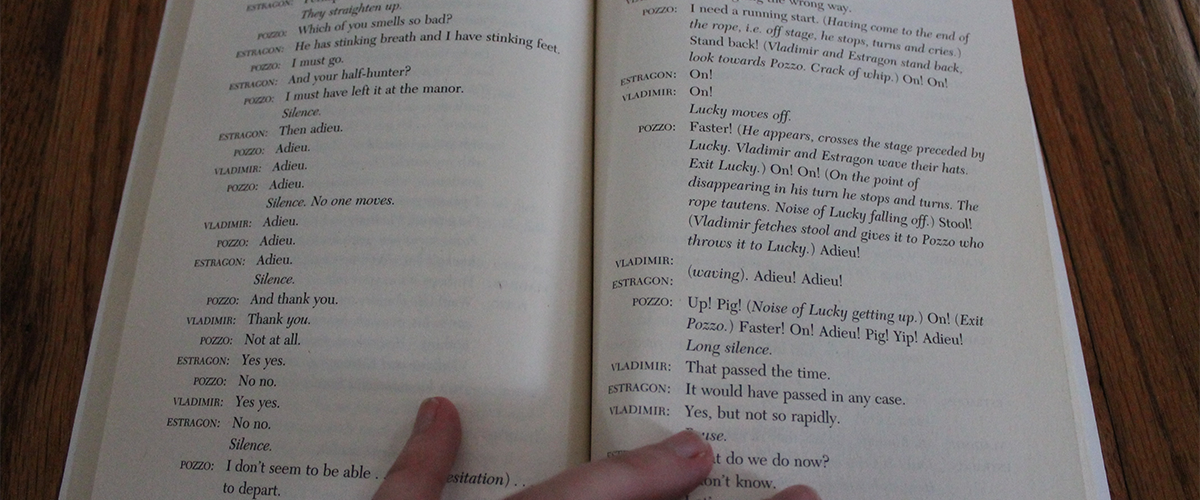 ESTRAGON:
They straighten up.
POZZO: Which of you smells so bad?
ESTRAGON: He has stinking breath and I have stinking feet.
POZZO: I must go.
ESTRAGON: And your half-hunter?
POZZO: I must have left it at the manor.
Silence.
ESTRAGON: Then adieu.
POZZO: Adieu.
VLADIMIR: Adieu.
POZZO: Adieu.
Silence. No one moves.
VLADIMIR: Adieu.
POZZO: Adieu.
ESTRAGON: Adieu.
Silence.
POZZO: And thank you.
VLADIMIR: Thank you.
POZZO: Not at all.
ESTRAGON: Yes yes.
POZZO: No no.
VLADIMIR: Yes yes.
ESTRAGON: No no.
Silence.
POZZO: I don't seem to be able . . esitation) . .
to depart.
the wrong way.
POZZO: I need a running start. (Having come to the end of
the rope, i.e. off stage, he stops, turns and cries.)
Stand back! (Vladimir and Estragon stand back,
look towards Pozzo. Crack of whip.) On! On!
ESTRAGON: On!
VLADIMIR: On!
Lucky moves off.
POZZO: Faster! (He appears, crosses the stage preceded by
Lucky. Vladimir and Estragon wave their hats.
Exit Lucky.) On! On! (On the point of
disappearing in his turn he stops and turns. The
rope tautens. Noise of Lucky falling off.) Stool!
(Vladimir fetches stool and gives it to Pozzo who
throws it to Lucky.) Adieu!
VLADIMIR:
ESTRAGON: (waving). Adieu! Adieu!
POZZO: Up! Pig! (Noise of Lucky getting up.) On! (Exit
Pozzo.) Faster! On! Adieu! Pig! Yip! Adieu!
Long silence.
VLADIMIR: That passed the time.
ESTRAGON: It would have passed in any case.
VLADIMIR: Yes, but not so rapidly.
use.
do we do now?
on't know.